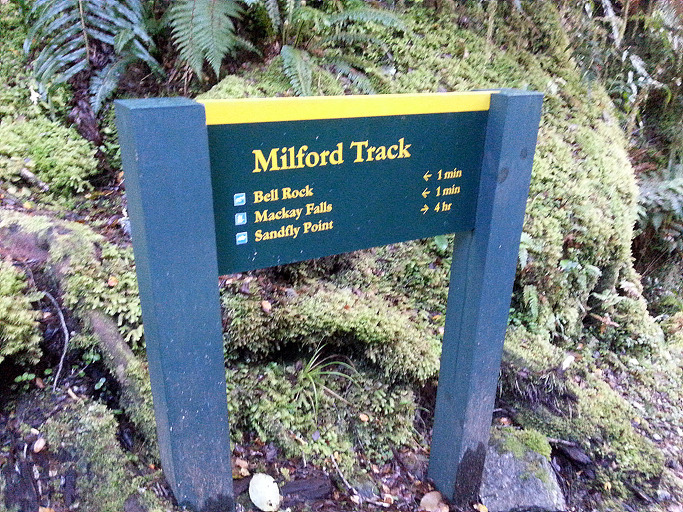 Milford Track
Bell Rock ← 1 min
Mackay Falls ← 1 min
Sandfly Point → 4 hr